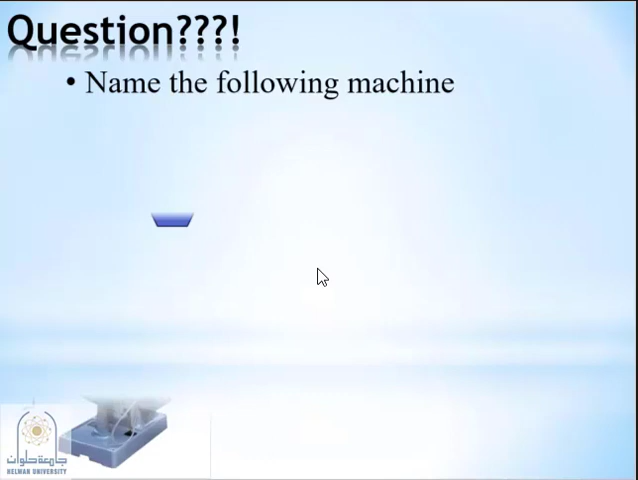 Question???!
• Name the following machine
جامعة حلوان
HELWAN UNIVERSITY